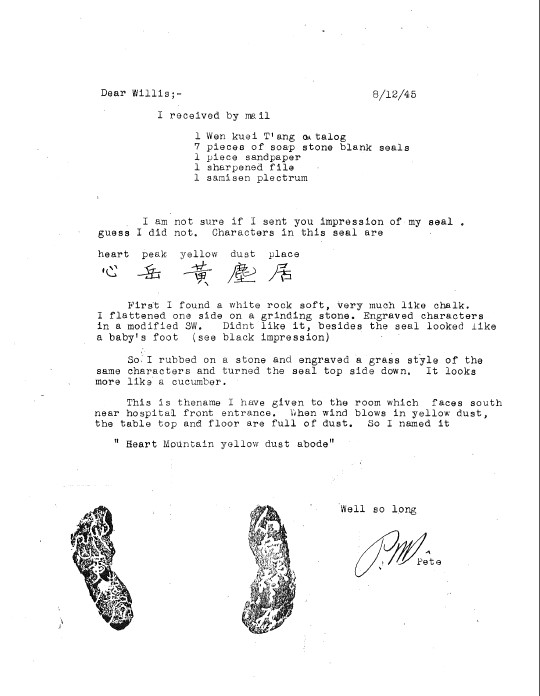 Dear Willis;-
8/12/45
I received by mail
1 Wen kuei T'ang catalog
7 pieces of soap stone blank seals
1 piece sandpaper
1 sharpened file
1 samisen plectrum
I am not sure if I sent you impression of my seal .
guess I did not. Characters in this seal are
heart peak yellow dust place
心 岳 黃 塵 居
First I found a white rock soft, very much like chalk.
I flattened one side on a grinding stone. Engraved characters
in a modified SW. Didnt like it, besides the seal looked like
a baby's foot (see black impression)
So I rubbed on a stone and engraved a grass style of the
same characters and turned the seal top side down. It looks
more like a cucumber.
This is thename I have given to the room which faces south
near hospital front entrance. When wind blows in yellow dust,
the table top and floor are full of dust. So I named it
" Heart Mountain yellow dust abode"
Well so long
Pete